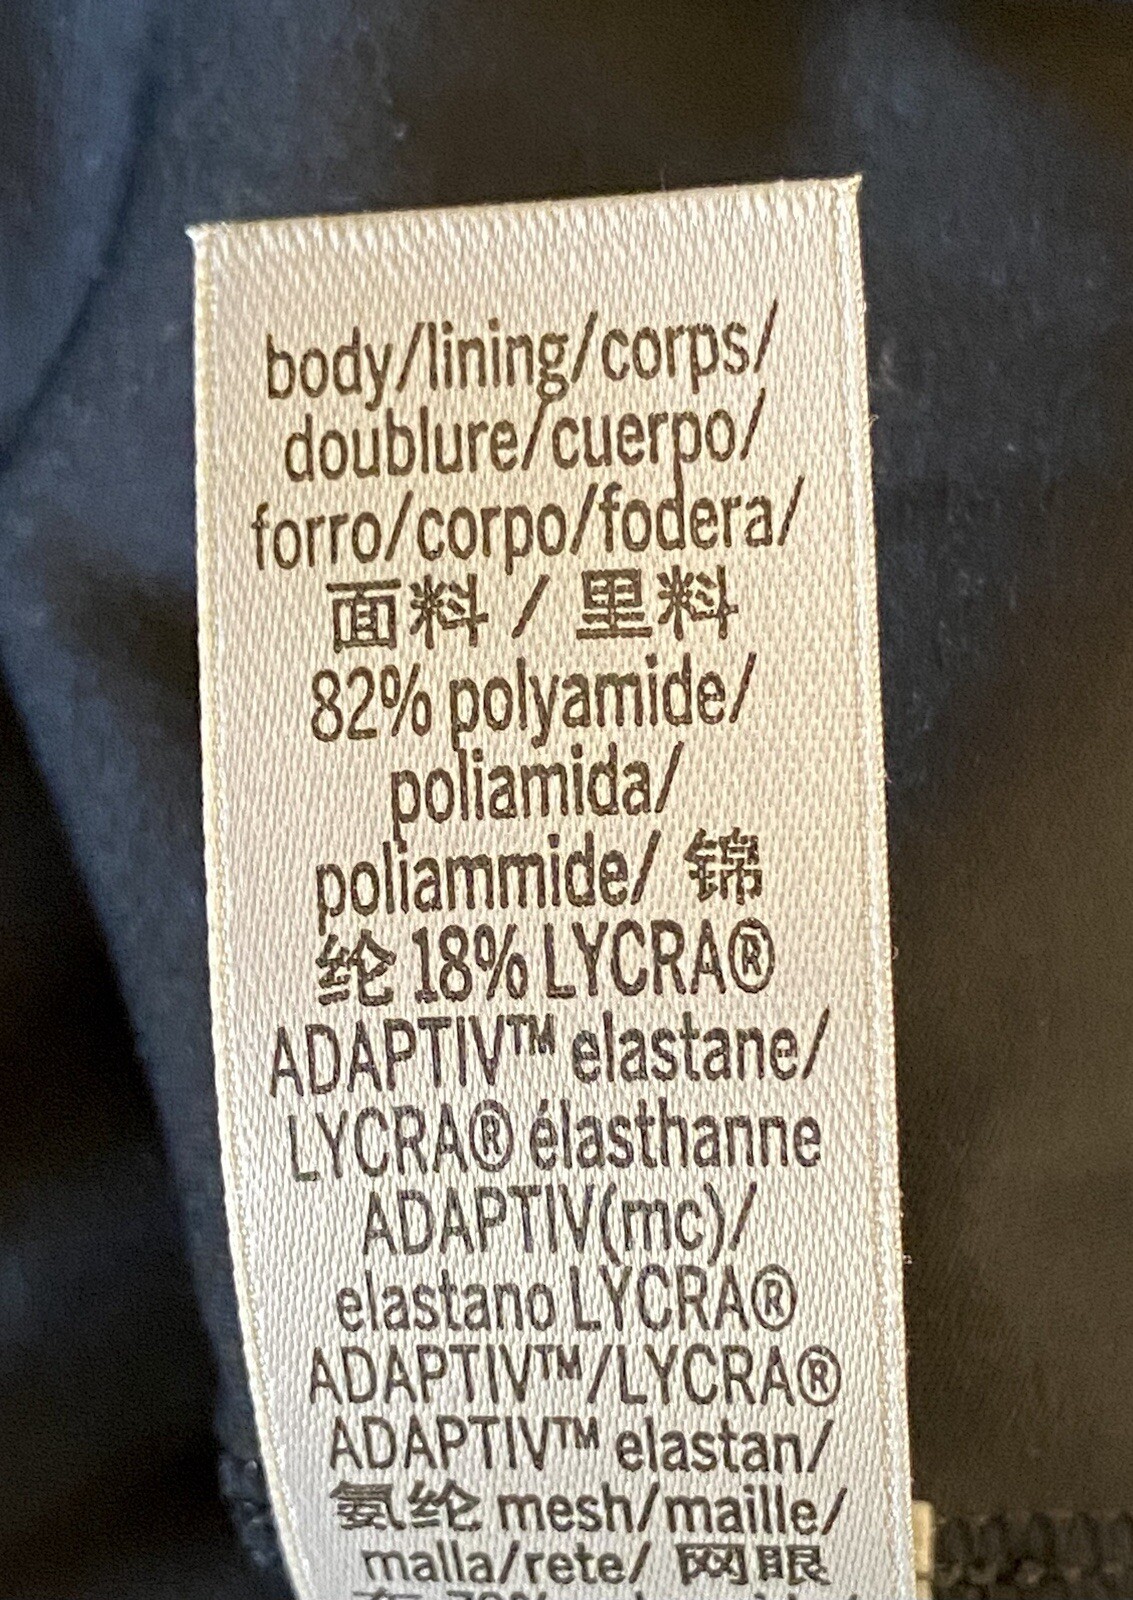 body/lining/corps/
doublure/cuerpo/
forro/corpo/fodera/
面料 / 里料
82% polyamide/
poliamida/
poliammide/ 锦
纶 18% LYCRA®
ADAPTIV™ elastane/
LYCRA® élasthanne
ADAPTIV(mc)/
elastano LYCRA®
ADAPTIV™/LYCRA®
ADAPTIV™ elastan/
氨纶 mesh/maille/
malla/rete/ 网眼